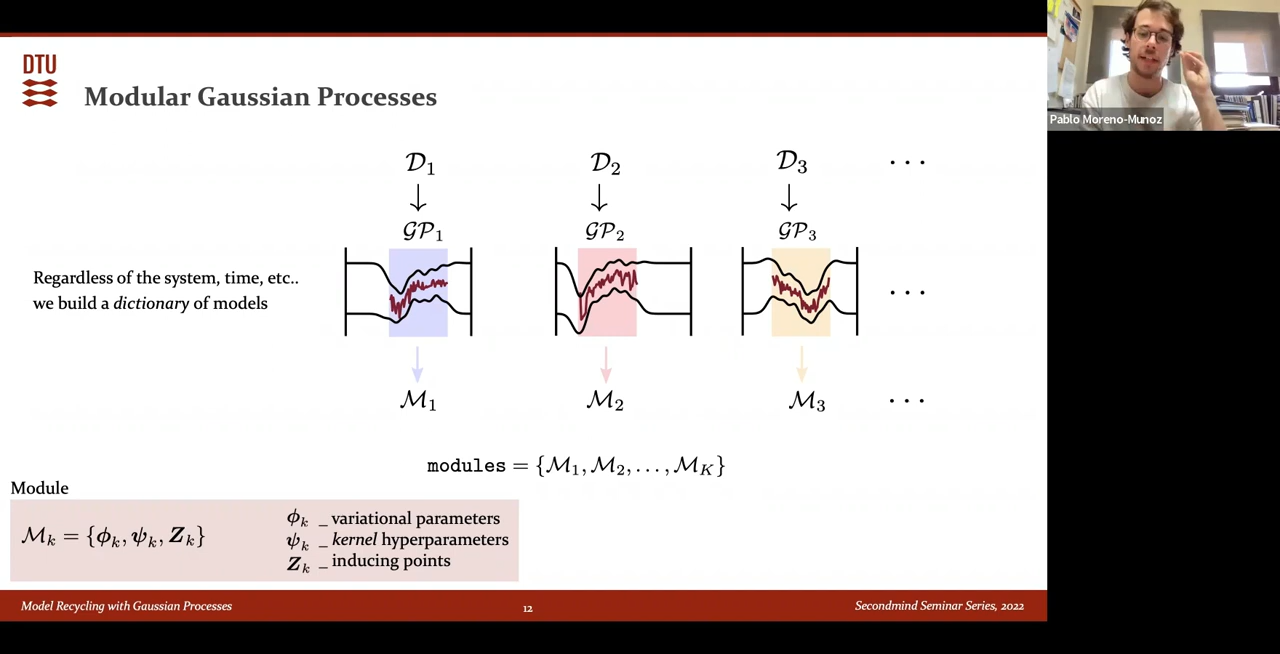 DTU
Modular Gaussian Processes
Pablo Moreno-Munoz
𝒟₁ 𝒟₂ 𝒟₃ · · ·
𝒢𝒫₁ 𝒢𝒫₂ 𝒢𝒫₃
Regardless of the system, time, etc..
we build a dictionary of models
· · ·
ℳ₁ ℳ₂ ℳ₃ · · ·
modules = {ℳ₁, ℳ₂, . . . , ℳ_K}
Module
ℳₖ = {ϕₖ, ψₖ, Zₖ}
ϕₖ _ variational parameters
ψₖ _ kernel hyperparameters
Zₖ _ inducing points
Model Recycling with Gaussian Processes
12
Secondmind Seminar Series, 2022